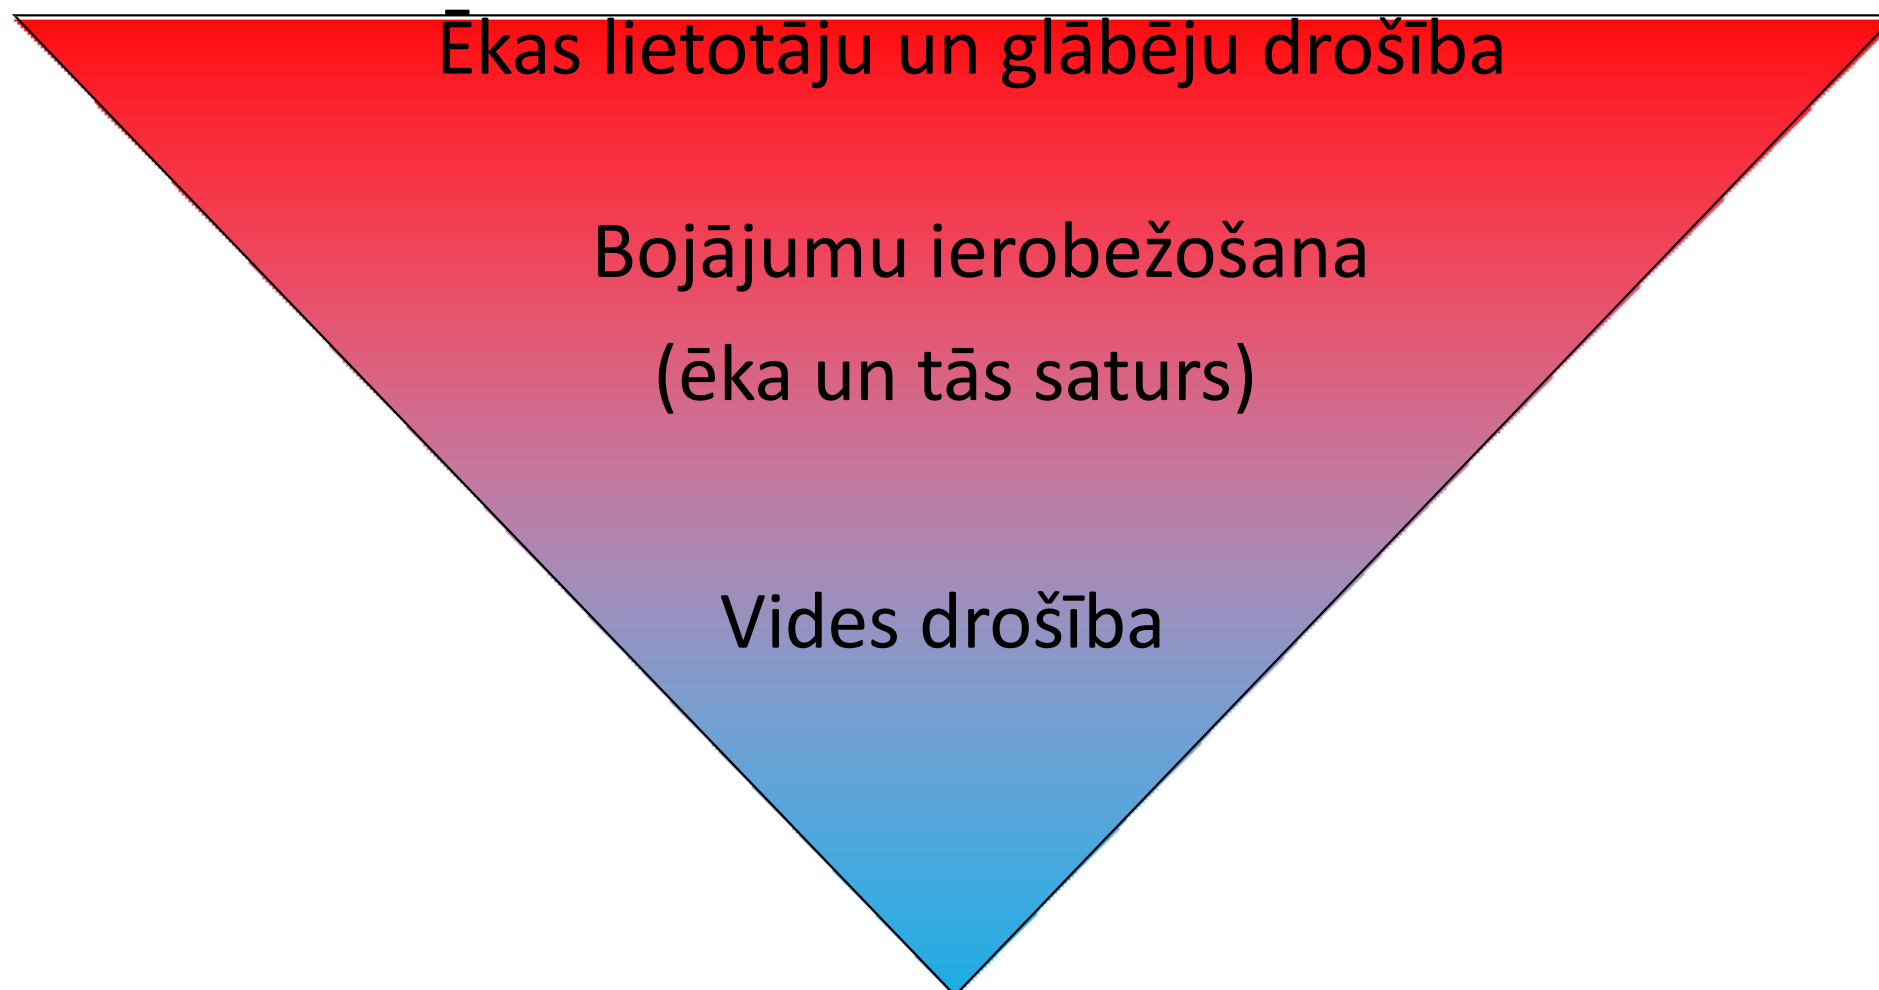 Ēkas lietotāju un glābēju drošība
Bojājumu ierobežošana
(ēka un tās saturs)
Vides drošība